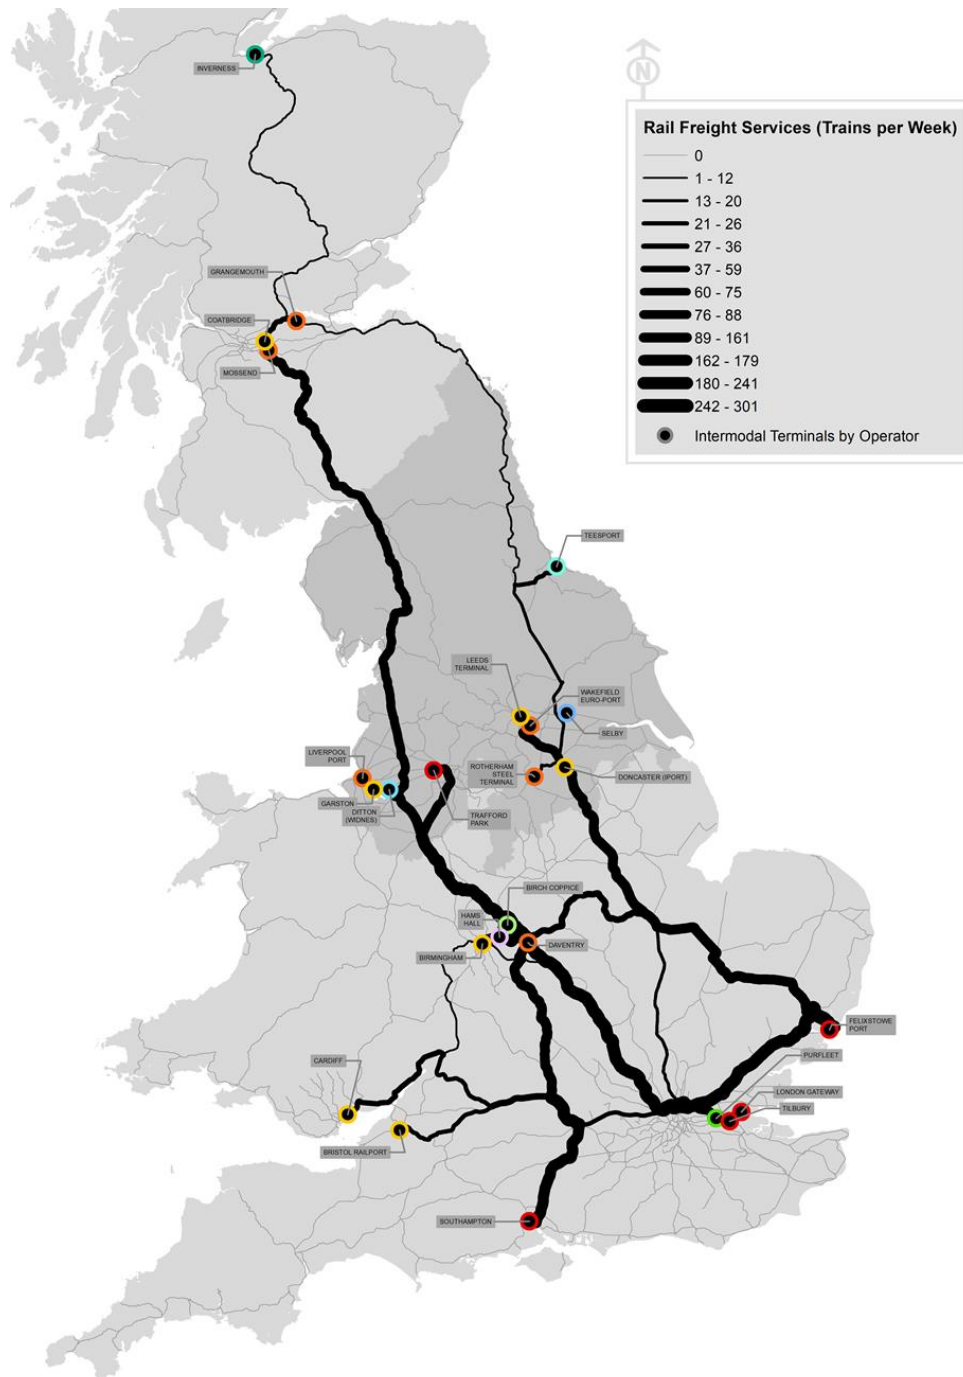 INVERNESS
N
Rail Freight Services (Trains per Week)
0
1 - 12
13 - 20
21 - 26
27 - 36
37 - 59
60 - 75
76 - 88
89 - 161
162 - 179
180 - 241
242 - 301
Intermodal Terminals by Operator
GRANGEMOUTH
COATBRIDGE
MOSSEND
TEESPORT
LEEDS
TERMINAL
WAKEFIELD
EURO-PORT
SELBY
LIVERPOOL
PORT
ROTHERHAM
STEEL
TERMINAL
DONCASTER (IPORT)
GARSTON
DITTON
(WIDNES)
TRAFFORD
PARK
BIRCH COPPICE
HAMS
HALL
BIRMINGHAM
DAVENTRY
FELIXSTOWE
PORT
PURFLEET
CARDIFF
LONDON GATEWAY
TILBURY
BRISTOL RAILPORT
SOUTHAMPTON